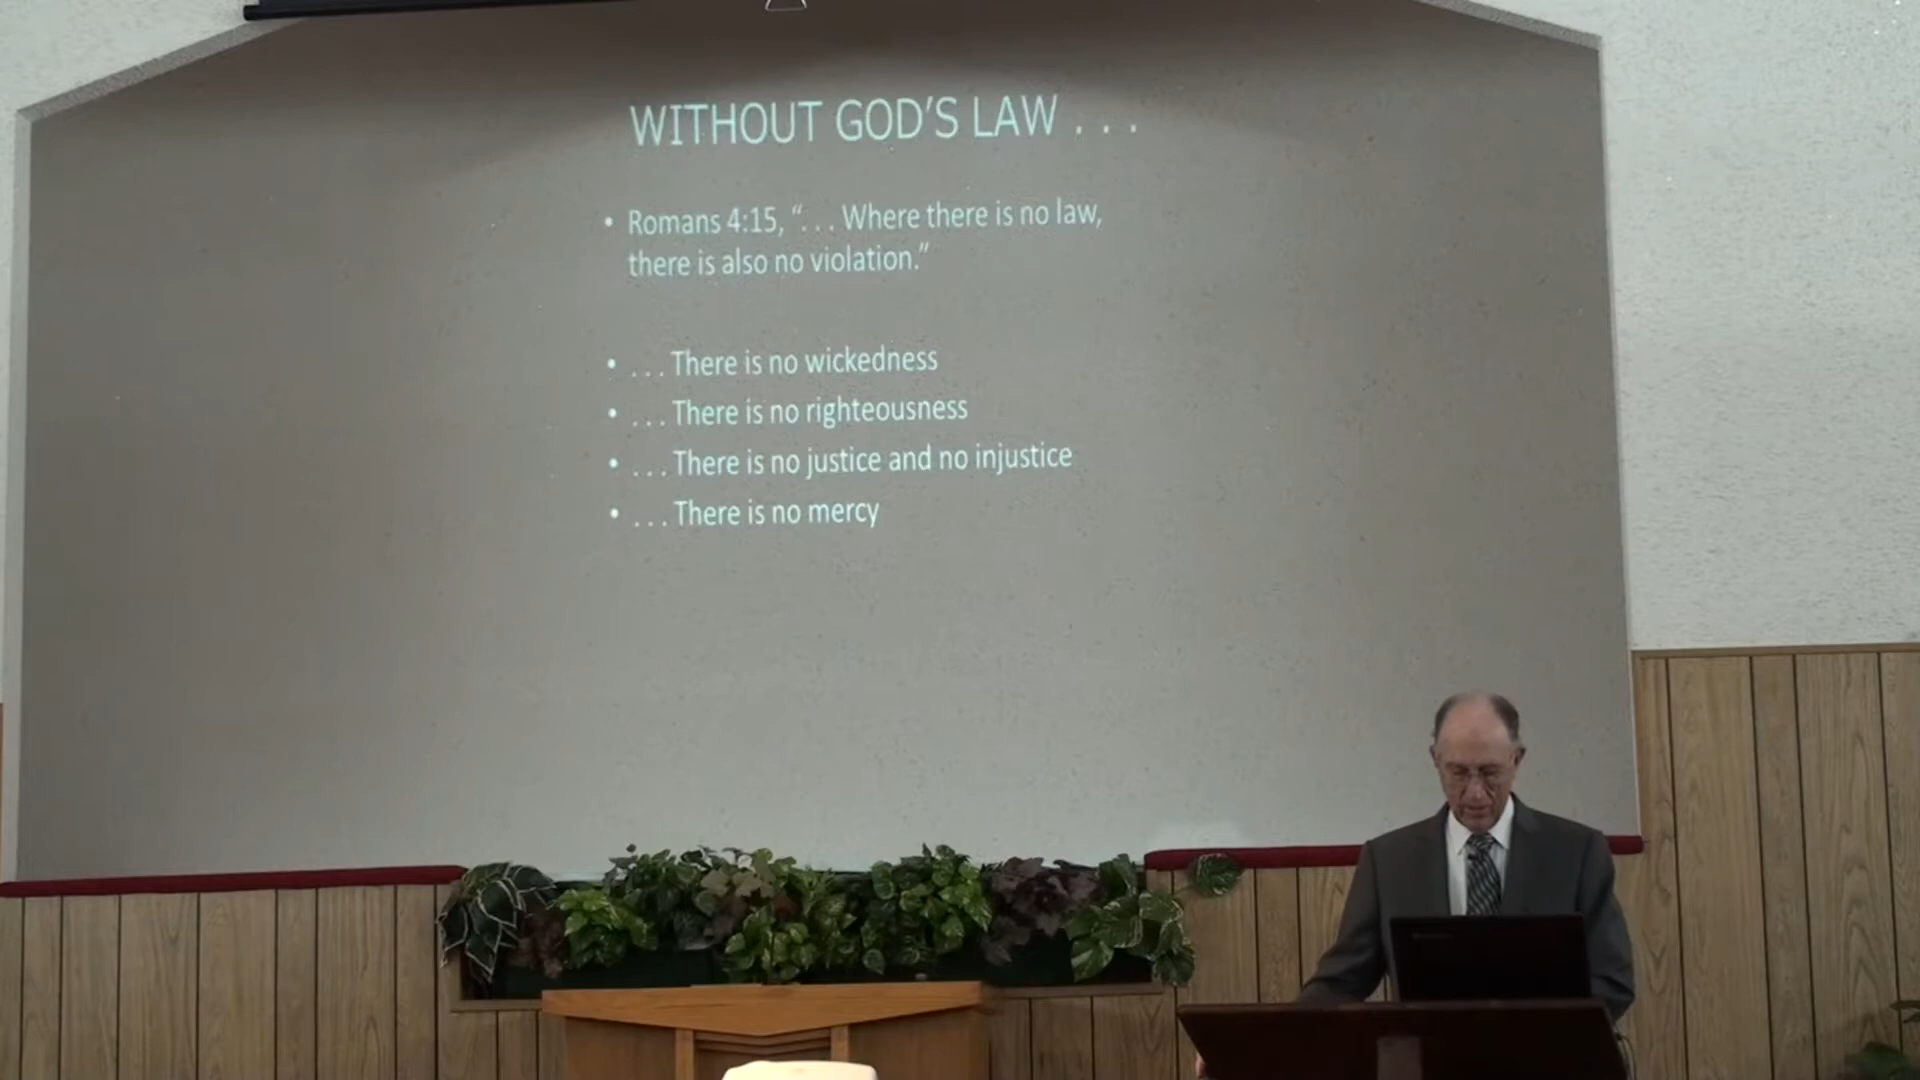 WITHOUT GOD'S LAW . . .
• Romans 4:15, “. . . Where there is no law,
there is also no violation.”
• . . . There is no wickedness
• . . . There is no righteousness
• . . . There is no justice and no injustice
• . . . There is no mercy